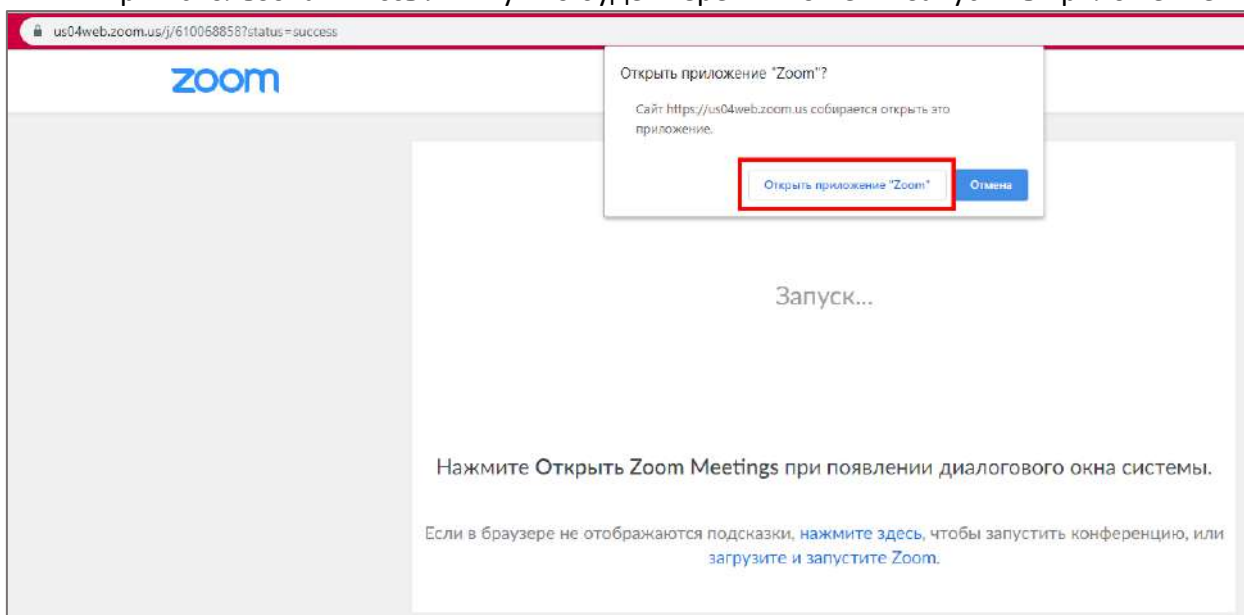 us04web.zoom.us/j/610068858?status=success
zoom
Открыть приложение "Zoom"?
Сайт https://us04web.zoom.us собирается открыть это
приложение.
Открыть приложение "Zoom"
Отмена
Запуск...
Нажмите Открыть Zoom Meetings при появлении диалогового окна системы.
Если в браузере не отображаются подсказки, нажмите здесь, чтобы запустить конференцию, или
загрузите и запустите Zoom.